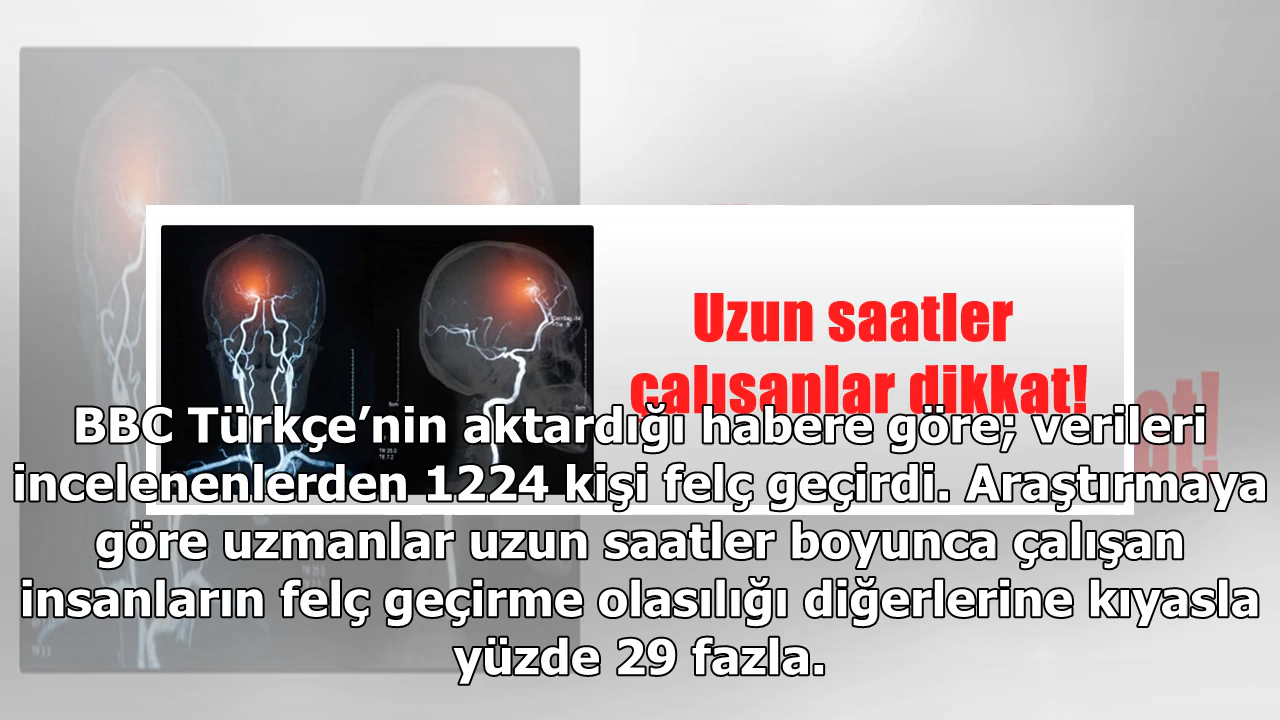 Uzun saatler
çalışanlar dikkat!
at!
BBC Türkçe’nin aktardığı habere göre; verileri
incelenenlerden 1224 kişi felç geçirdi. Araştırmaya
göre uzmanlar uzun saatler boyunca çalışan
insanların felç geçirme olasılığı diğerlerine kıyasla
yüzde 29 fazla.